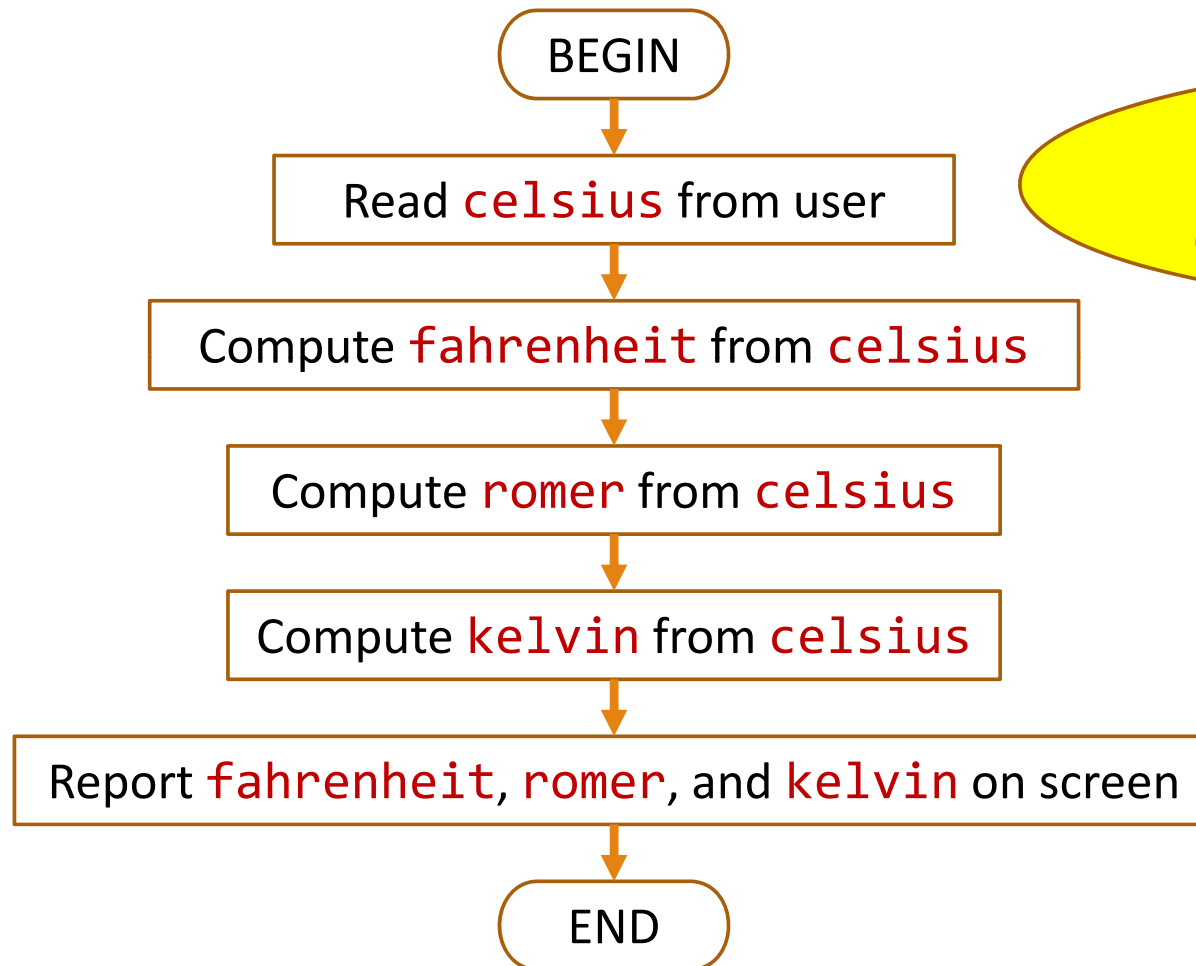 BEGIN
Read celsius from user
Compute fahrenheit from celsius
Compute romer from celsius
Compute kelvin from celsius
Report fahrenheit, romer, and kelvin on screen
END